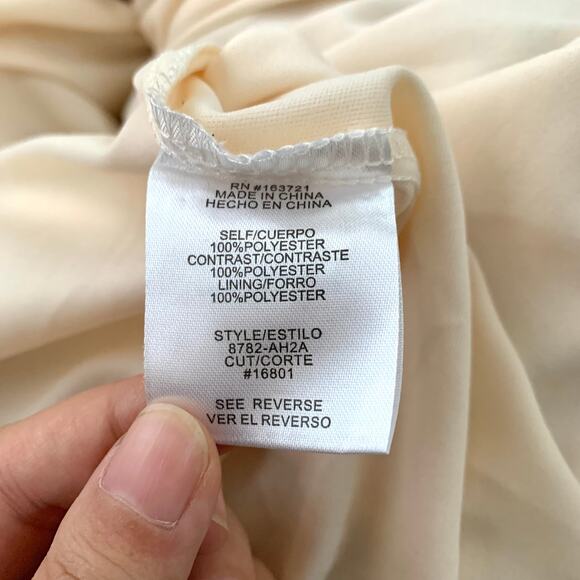 RN #163721
MADE IN CHINA
HECHO EN CHINA
SELF/CUERPO
100%POLYESTER
CONTRAST/CONTRASTE
100%POLYESTER
LINING/FORRO
100%POLYESTER
STYLE/ESTILO
8782-AH2A
CUT/CORTE
#16801
SEE REVERSE
VER EL REVERSO